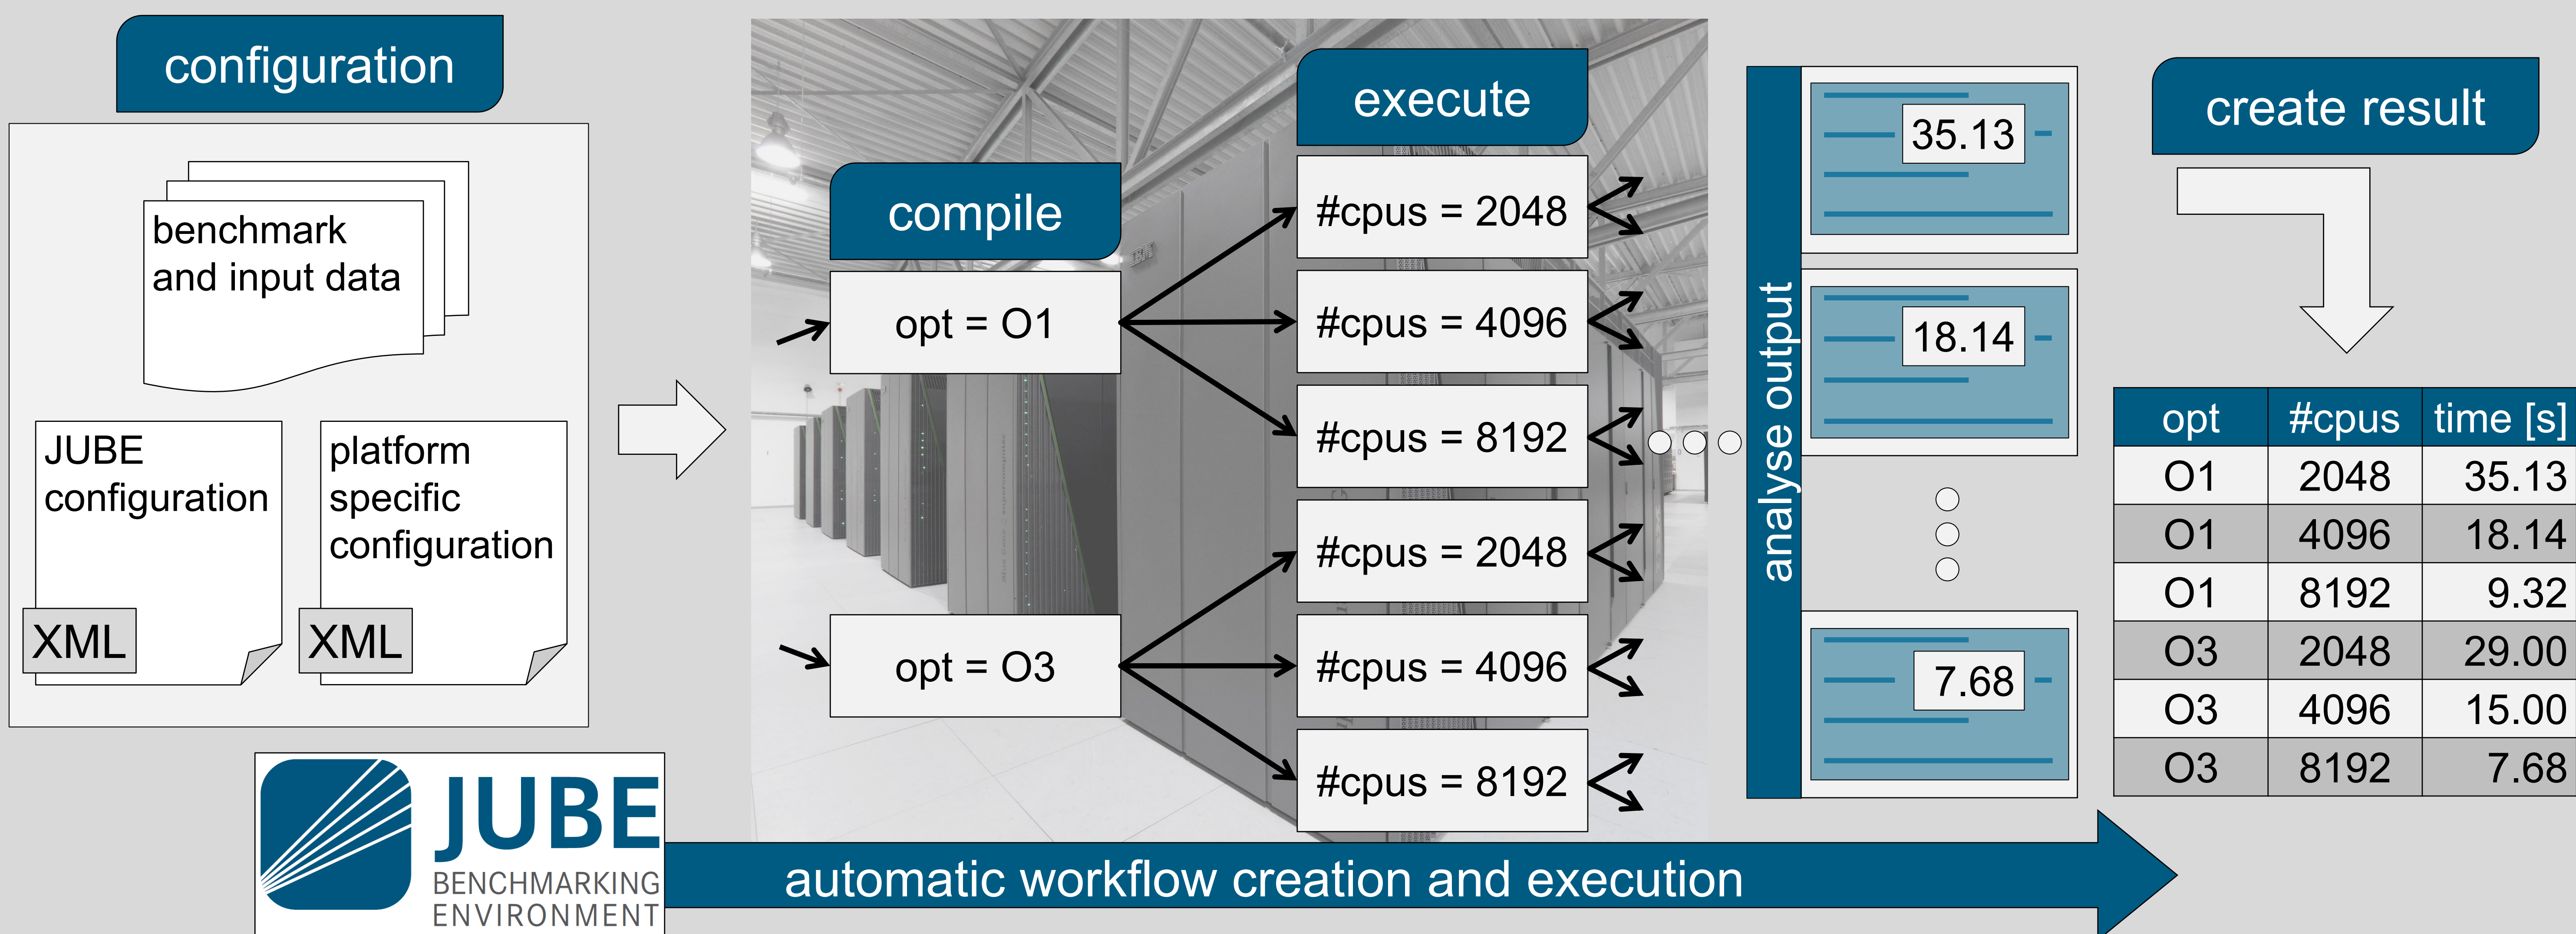 configuration
benchmark
and input data
JUBE
configuration
XML
platform
specific
configuration
XML
compile
opt = O1
opt = O3
execute
#cpus = 2048
#cpus = 4096
#cpus = 8192
#cpus = 2048
#cpus = 4096
#cpus = 8192
IBM
analyse output
35.13
18.14
7.68
create result
opt #cpus time [s]
O1 2048 35.13
O1 4096 18.14
O1 8192 9.32
O3 2048 29.00
O3 4096 15.00
O3 8192 7.68
JUBE
BENCHMARKING
ENVIRONMENT
automatic workflow creation and execution